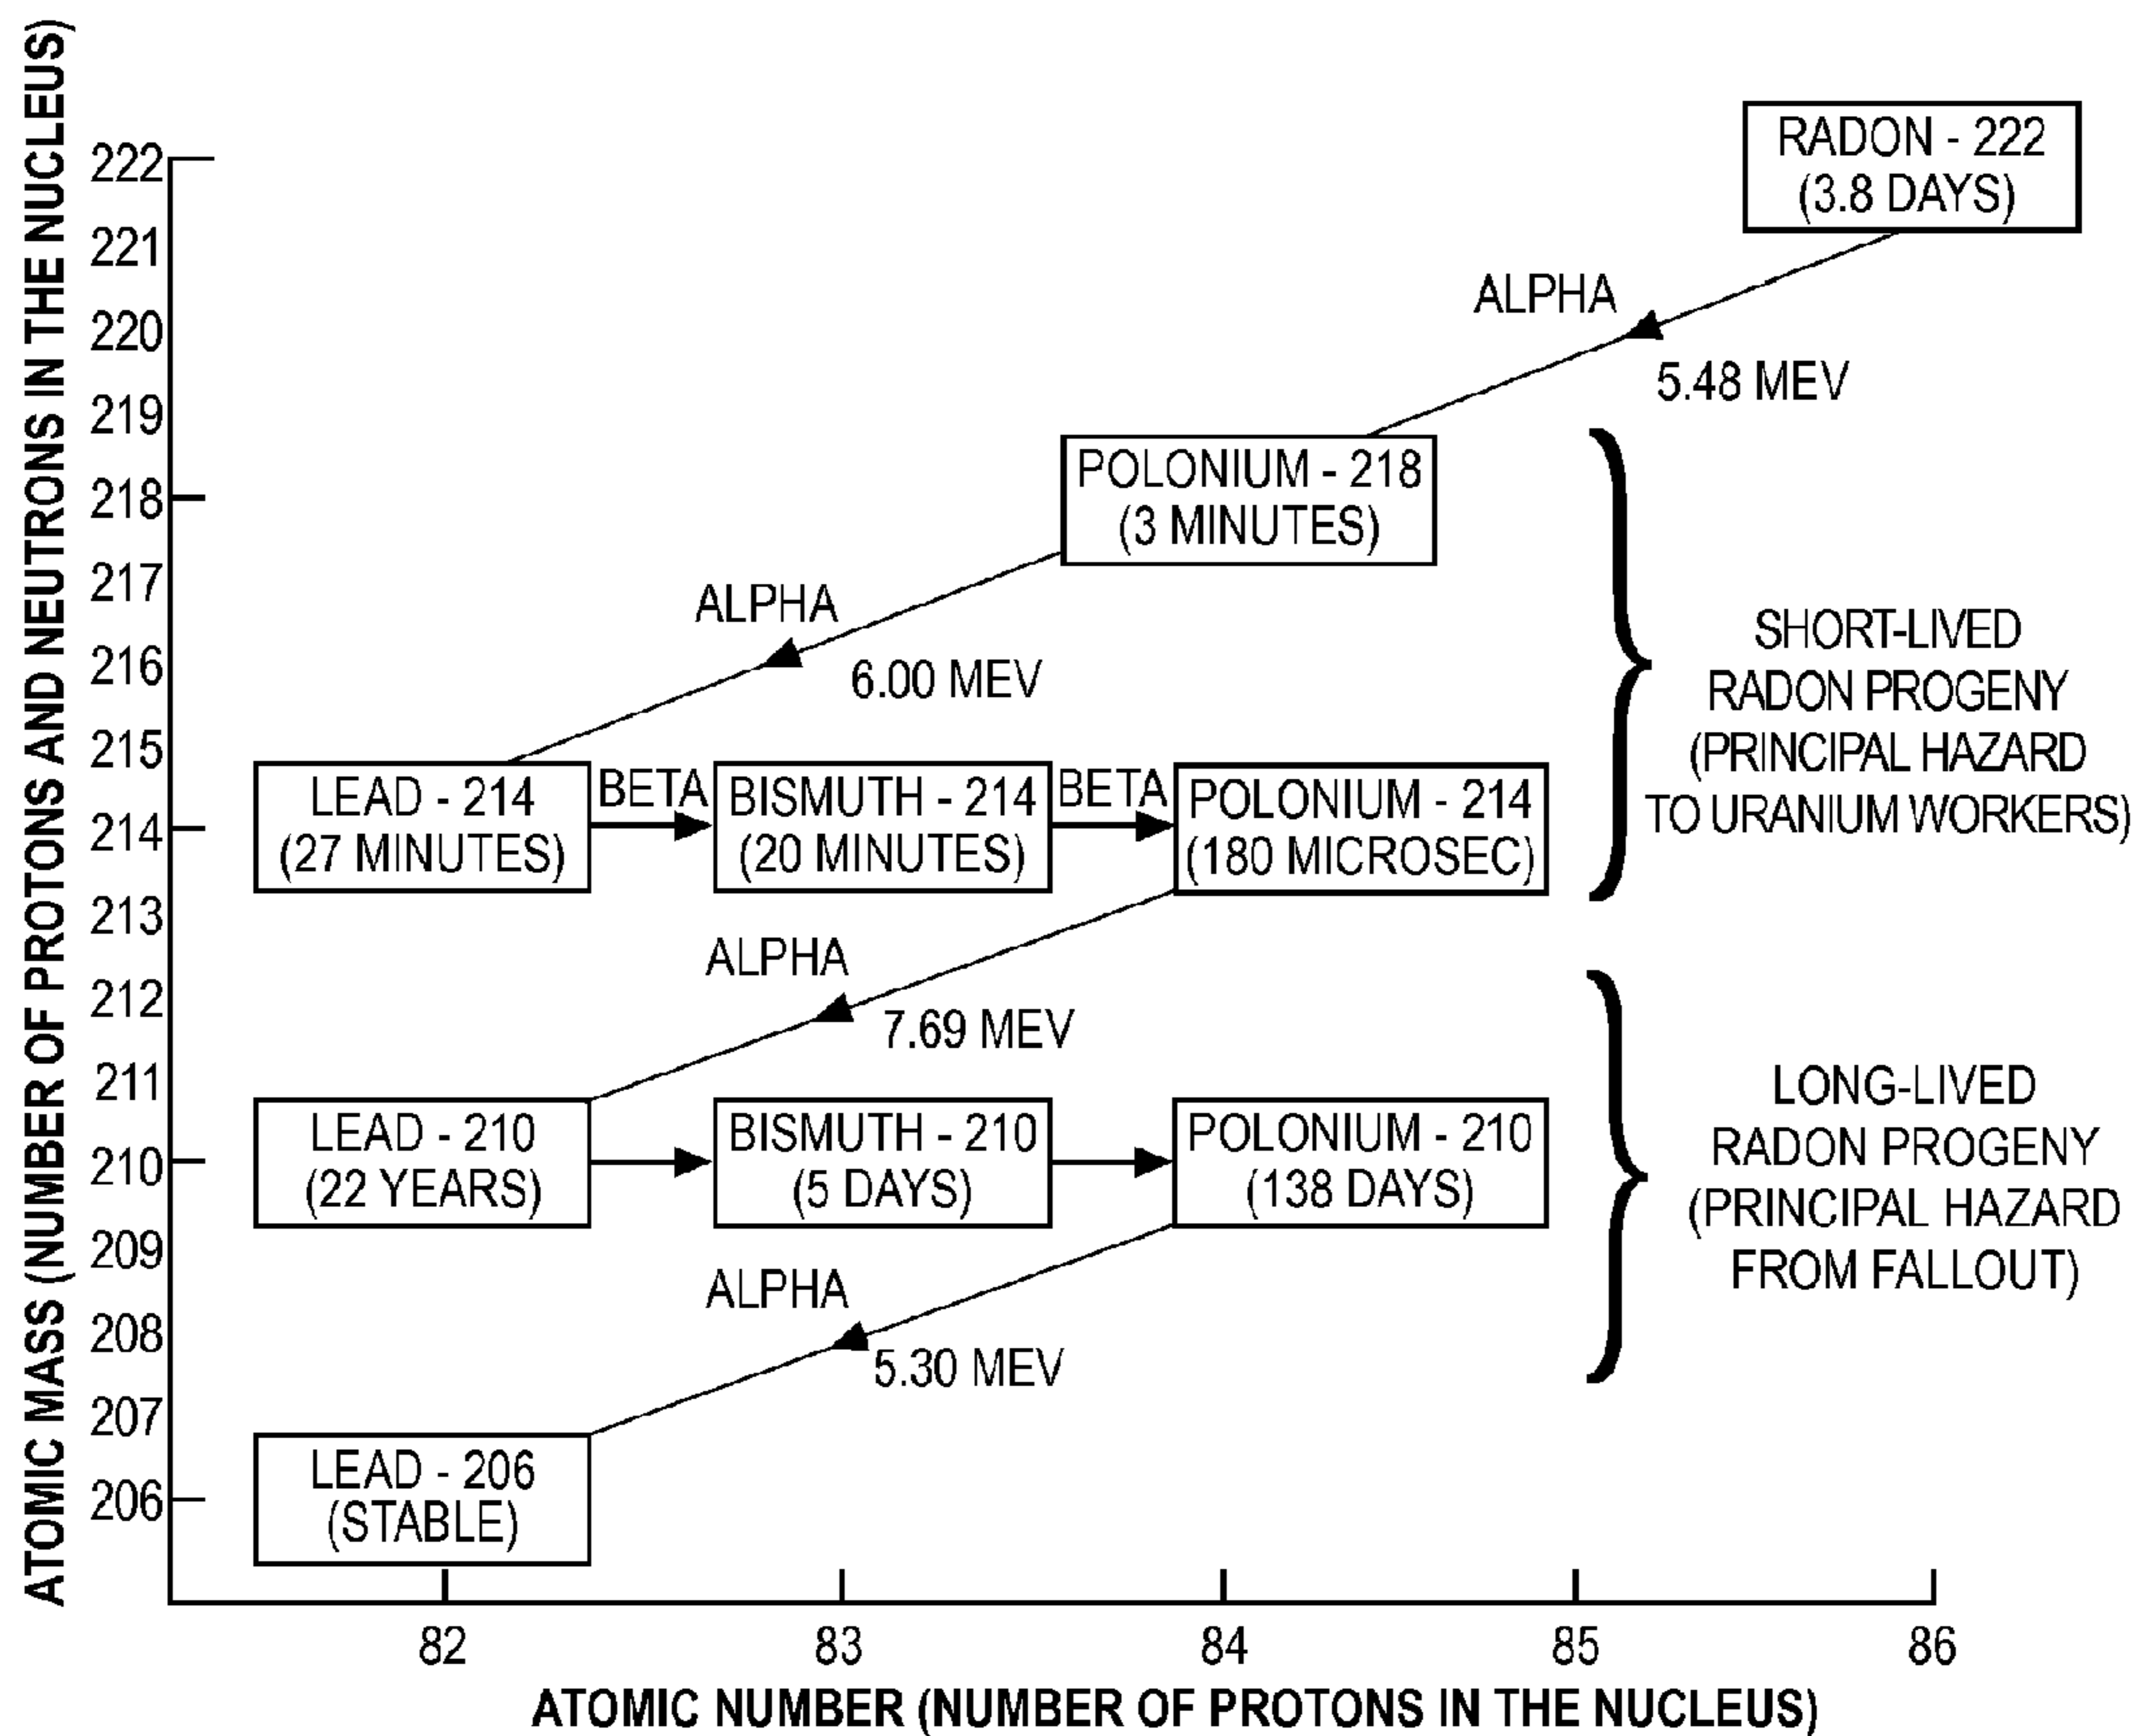 ATOMIC MASS (NUMBER OF PROTONS AND NEUTRONS IN THE NUCLEUS)
222
221
220
219
218
217
216
215
214
213
212
211
210
209
208
207
206
RADON - 222
(3.8 DAYS)
ALPHA
5.48 MEV
POLONIUM - 218
(3 MINUTES)
ALPHA
6.00 MEV
SHORT-LIVED
RADON PROGENY
(PRINCIPAL HAZARD
TO URANIUM WORKERS)
LEAD - 214
(27 MINUTES)
BETA
BISMUTH - 214
(20 MINUTES)
BETA
POLONIUM - 214
(180 MICROSEC)
ALPHA
7.69 MEV
LEAD - 210
(22 YEARS)
BISMUTH - 210
(5 DAYS)
POLONIUM - 210
(138 DAYS)
LONG-LIVED
RADON PROGENY
(PRINCIPAL HAZARD
FROM FALLOUT)
ALPHA
5.30 MEV
LEAD - 206
(STABLE)
82
83
84
85
86
ATOMIC NUMBER (NUMBER OF PROTONS IN THE NUCLEUS)